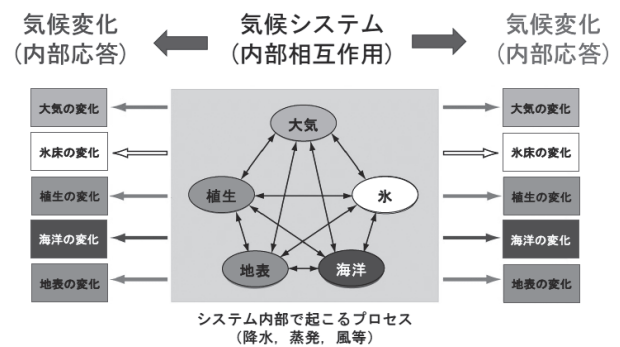 気候変化
(内部応答)
気候システム
(内部相互作用)
気候変化
(内部応答)
大気の変化
氷床の変化
植生の変化
海洋の変化
地表の変化
大気
植生
氷
地表
海洋
大気の変化
氷床の変化
植生の変化
海洋の変化
地表の変化
システム内部で起こるプロセス
(降水，蒸発，風等)